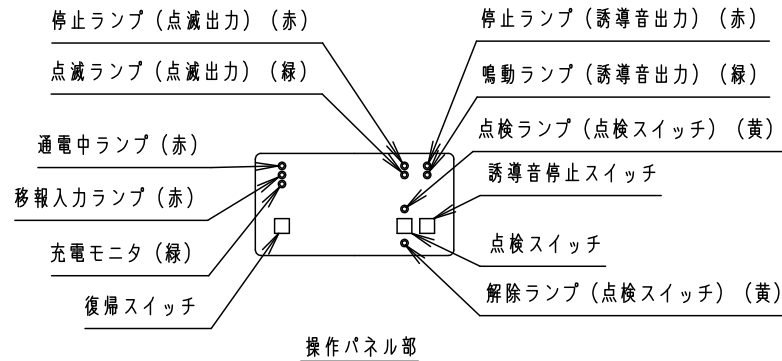 停止ランプ（点滅出力）（赤）
停止ランプ（誘導音出力）（赤）
点滅ランプ（点滅出力）（緑）
鳴動ランプ（誘導音出力）（緑）
点検ランプ（点検スイッチ）（黄）
通電中ランプ（赤）
誘導音停止スイッチ
移報入力ランプ（赤）
充電モニタ（緑）
点検スイッチ
復帰スイッチ
解除ランプ（点検スイッチ）（黄）
操作パネル部